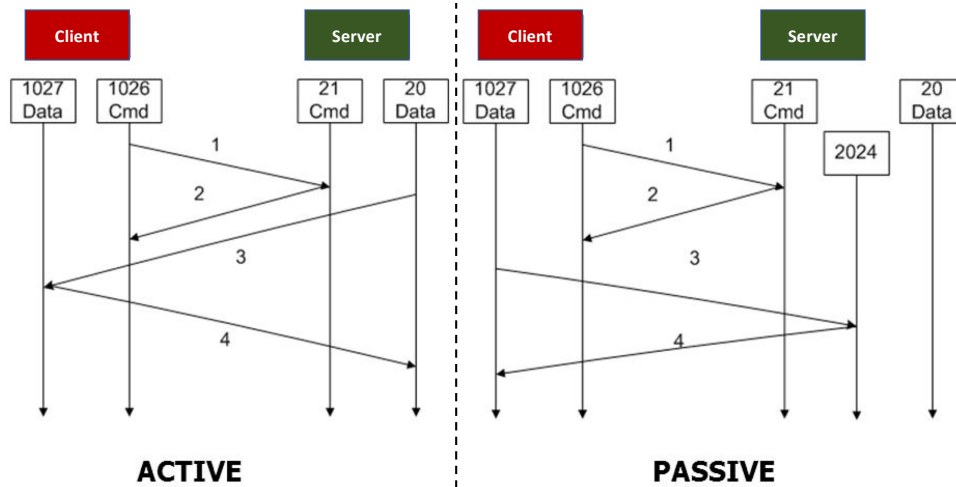 Client
Server
1027
Data
1026
Cmd
21
Cmd
20
Data
1
2
3
4
ACTIVE
Client
Server
1027
Data
1026
Cmd
21
Cmd
2024
20
Data
1
2
3
4
PASSIVE